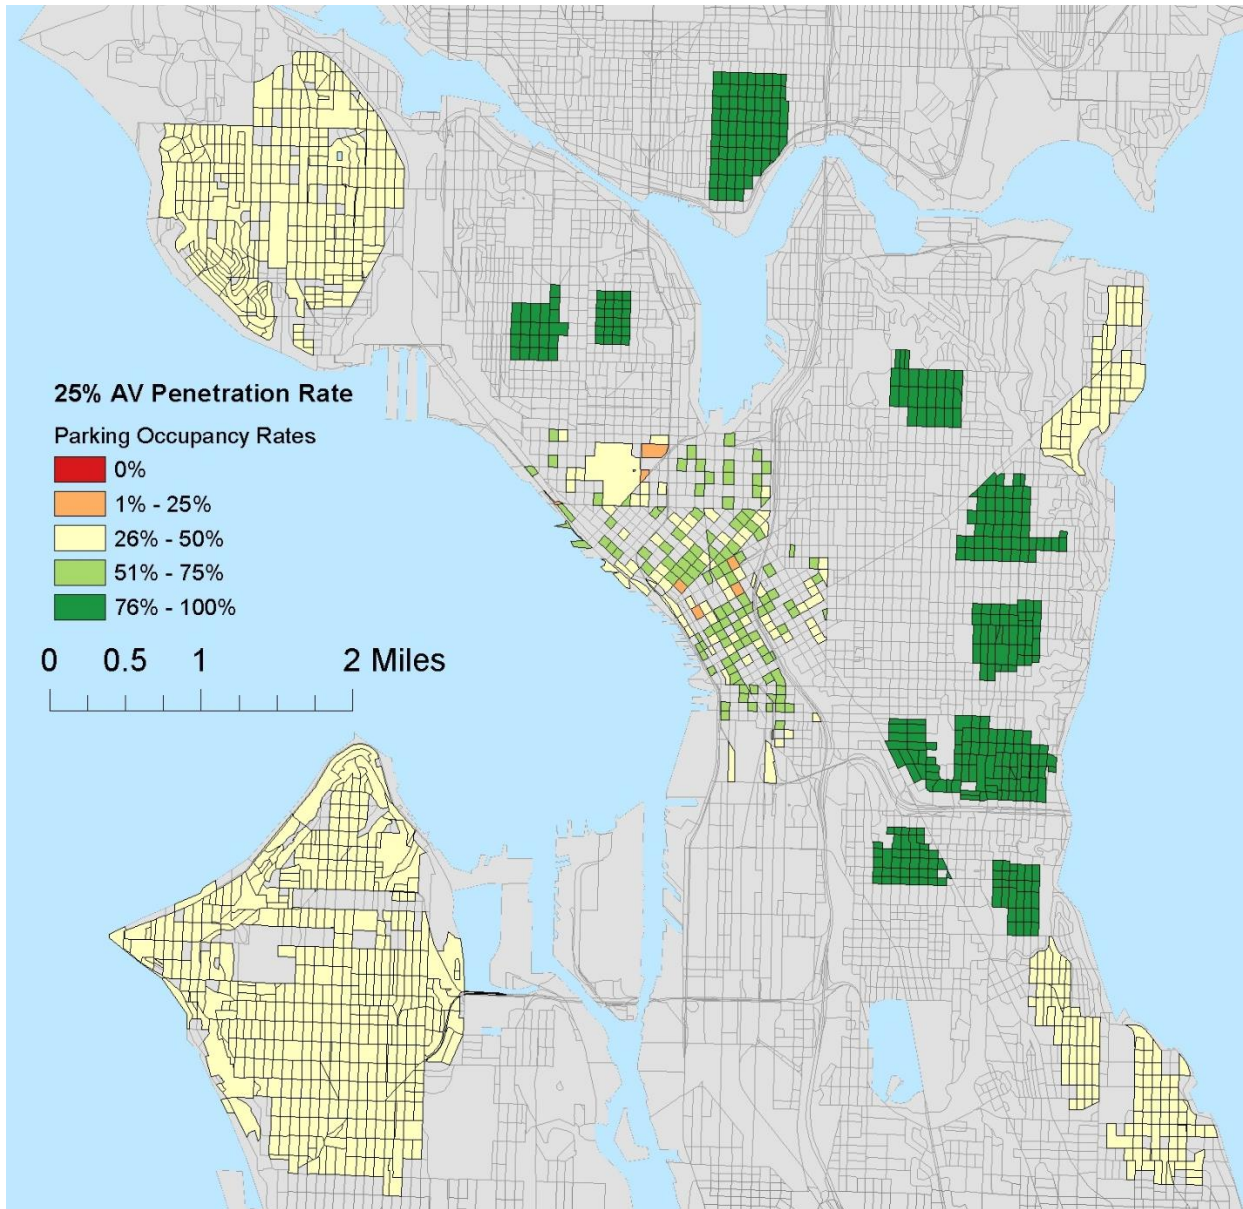 25% AV Penetration Rate
Parking Occupancy Rates
0%
1% - 25%
26% - 50%
51% - 75%
76% - 100%
0 0.5 1 2 Miles